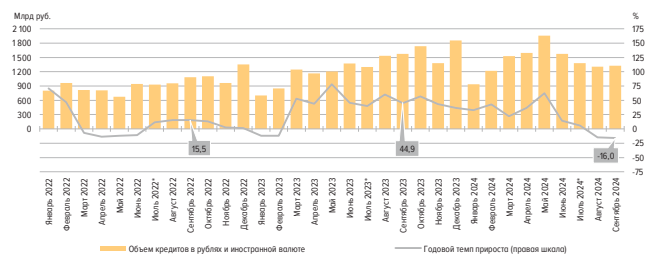 Млрд руб.
%
2 100
1 800
1 500
1 200
900
600
300
0
175
150
125
100
75
50
25
0
-25
-50
-75
15,5
44,9
-16,0
Январь 2022
Февраль 2022
Март 2022
Апрель 2022
Май 2022
Июнь 2022
Июль 2022*
Август 2022
Сентябрь 2022
Октябрь 2022
Ноябрь 2022
Декабрь 2022
Январь 2023
Февраль 2023
Март 2023
Апрель 2023
Май 2023
Июнь 2023
Июль 2023*
Август 2023
Сентябрь 2023
Октябрь 2023
Ноябрь 2023
Декабрь 2023
Январь 2024
Февраль 2024
Март 2024
Апрель 2024
Май 2024
Июнь 2024
Июль 2024*
Август 2024
Сентябрь 2024
Объем кредитов в рублях и иностронной валюте
Годовой темп прироста (правая шкала)